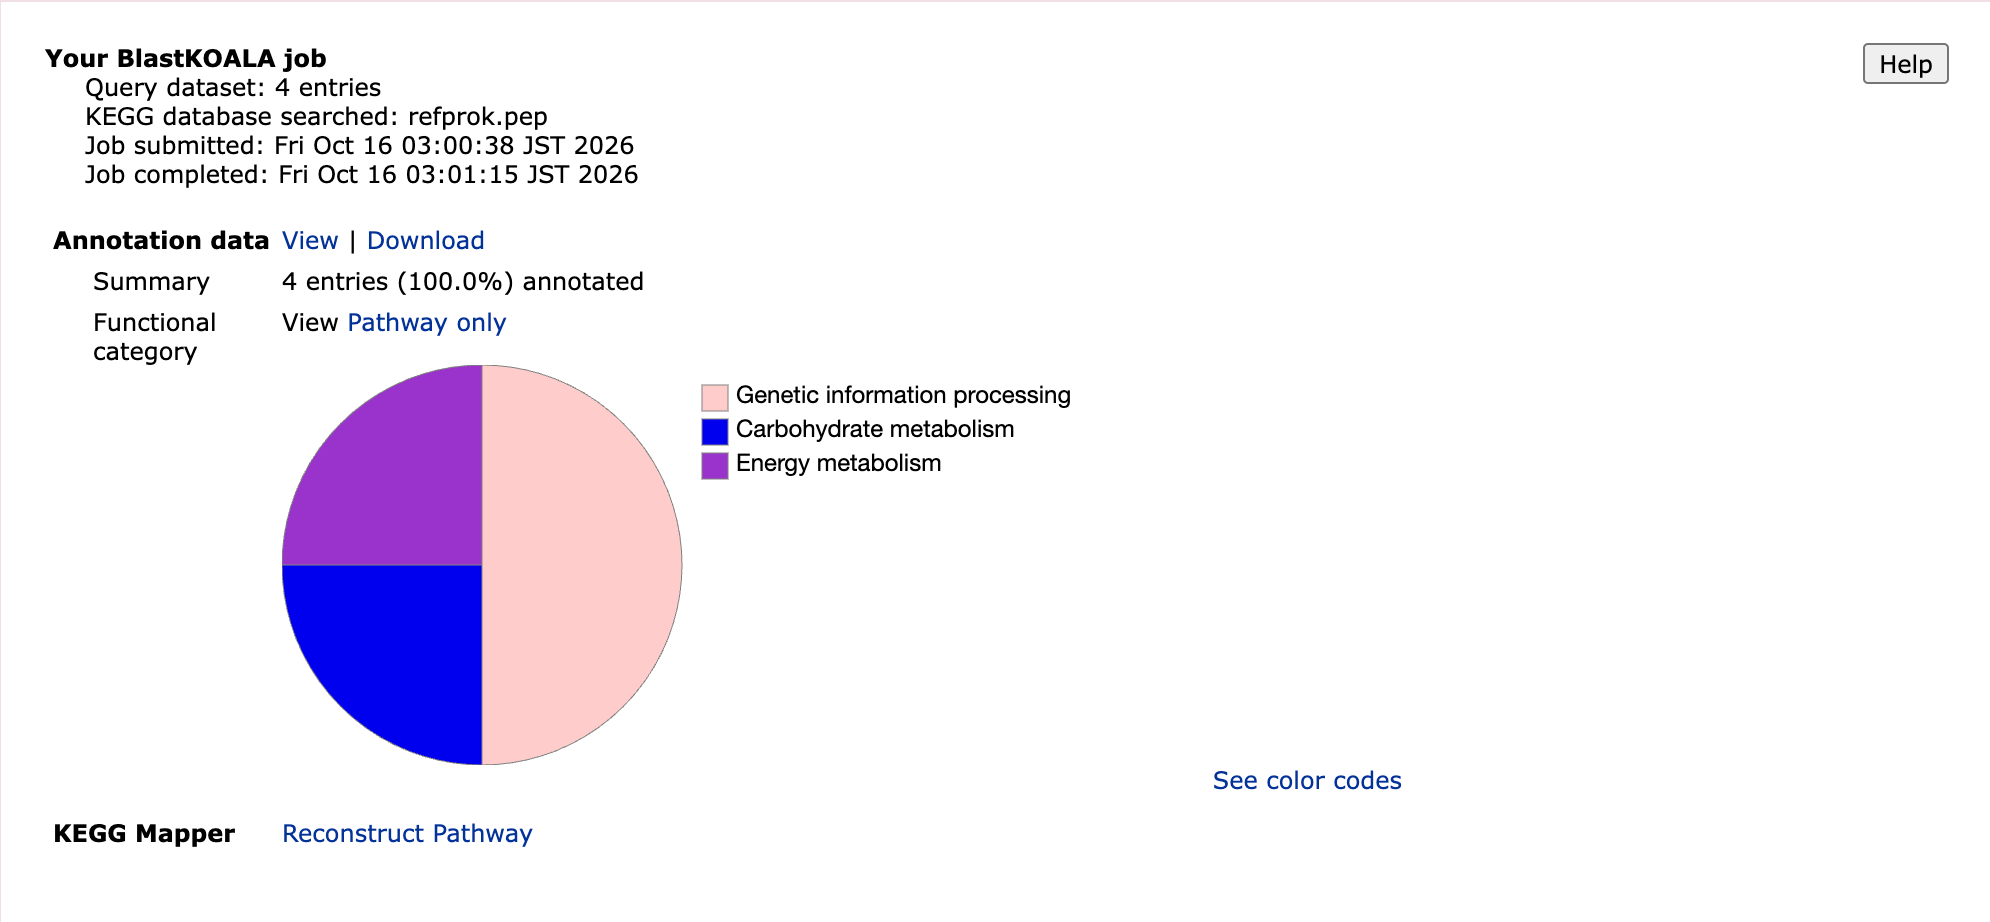 Your BlastKOALA job
Help
Query dataset: 4 entries
KEGG database searched: refprok.pep
Job submitted: Fri Oct 16 03:00:38 JST 2026
Job completed: Fri Oct 16 03:01:15 JST 2026
Annotation data View | Download
Summary 4 entries (100.0%) annotated
Functional category View Pathway only
Genetic information processing
Carbohydrate metabolism
Energy metabolism
See color codes
KEGG Mapper Reconstruct Pathway